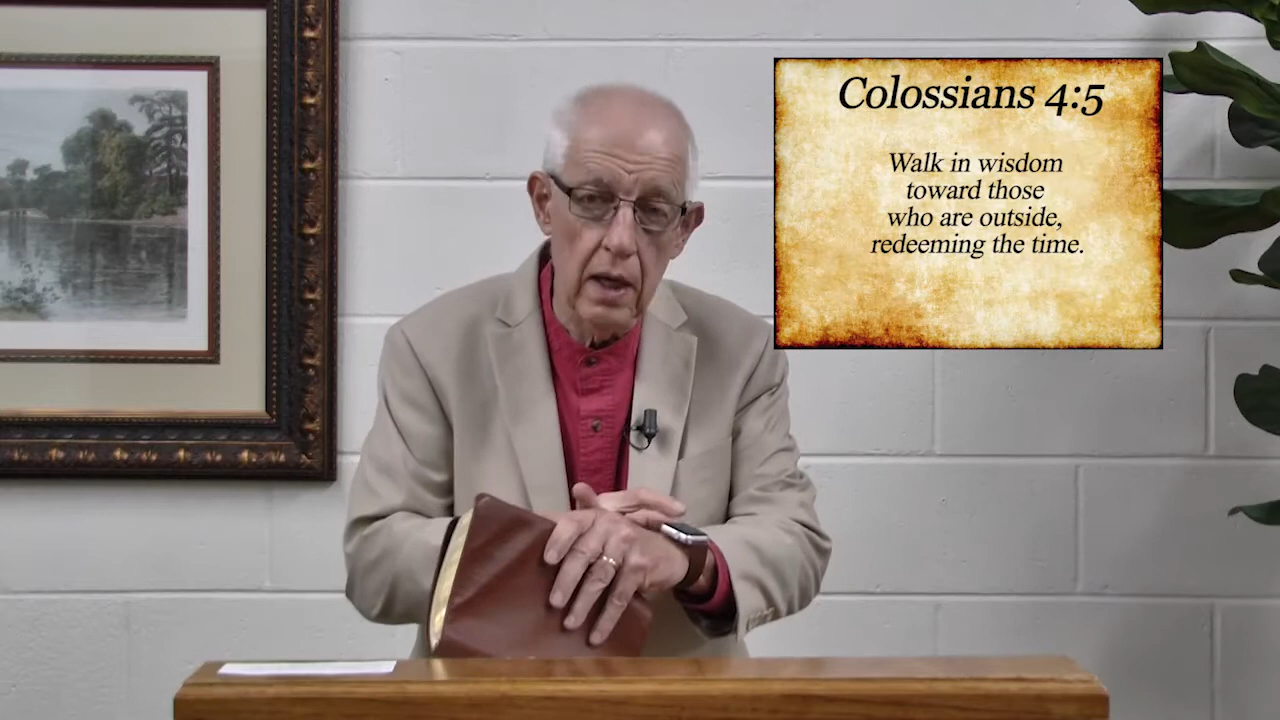 Colossians 4:5
Walk in wisdom
toward those
who are outside,
redeeming the time.